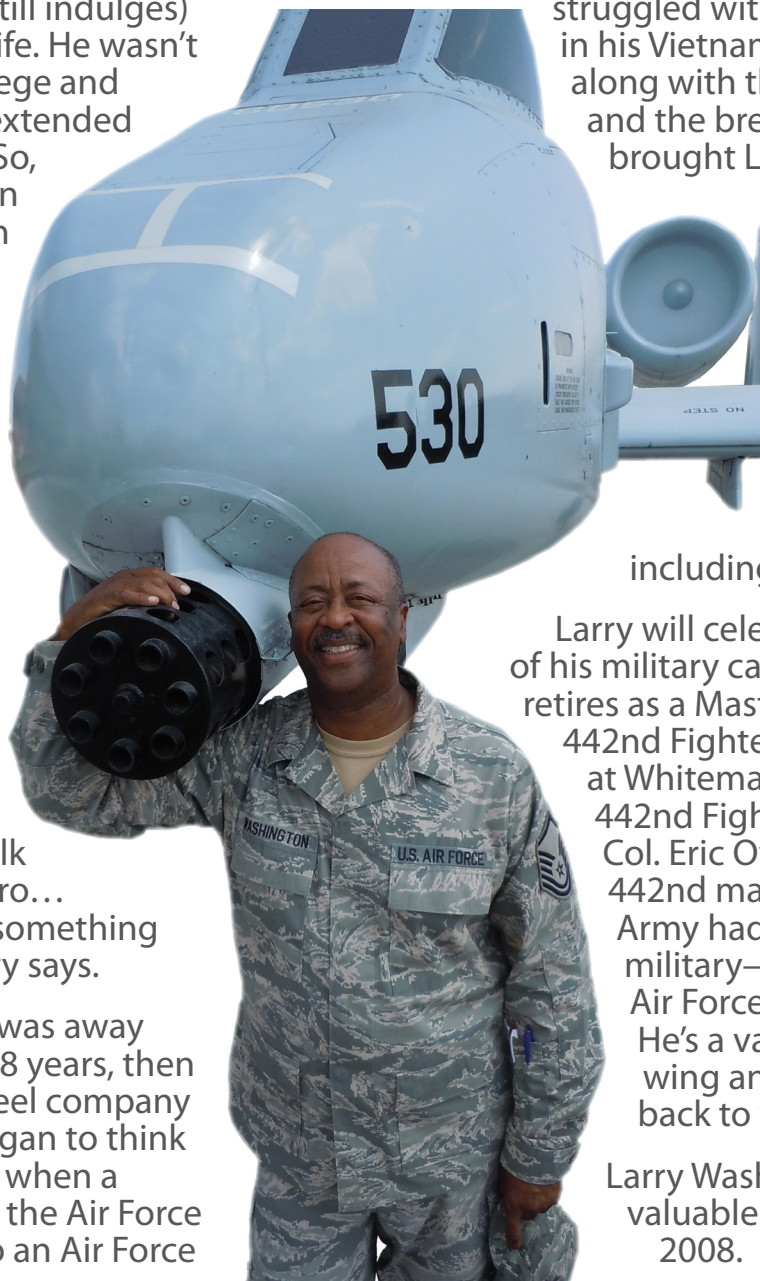 till indulges)
ife. He wasn't
ege and
extended
So,
n
n
lk
ro…
something
y says.
was away
8 years, then
eel company
gan to think
when a
the Air Force
o an Air Force
530
NO STEP
WASHINGTON
U.S. AIR FORCE
struggled wit
in his Vietnam
along with th
and the bre
brought L
including
Larry will cele
of his military ca
retires as a Mast
442nd Fighte
at Whitema
442nd Figh
Col. Eric Ov
442nd ma
Army had
military—
Air Force
He's a va
wing an
back to t
Larry Wash
valuable
2008.